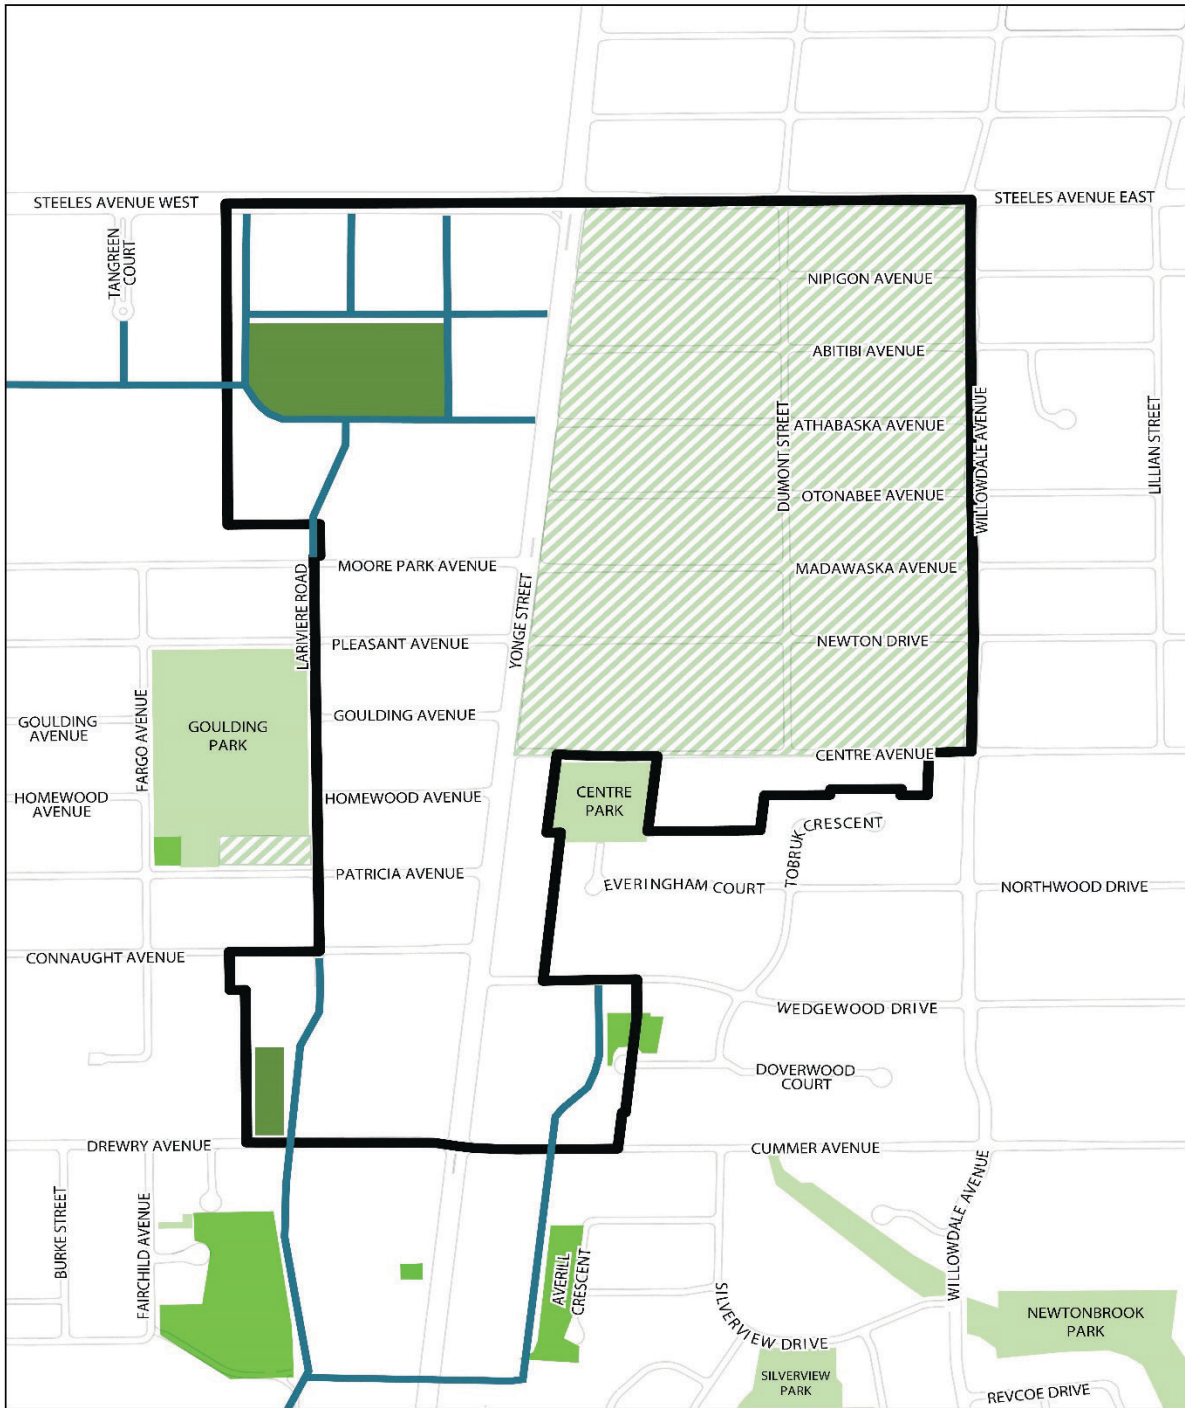 STEELES AVENUE WEST
STEELES AVENUE EAST
TANGREEN
COURT
NIPIGON AVENUE
ABITIBI AVENUE
ATHABASKA AVENUE
DUMONT STREET
WILLOWDALE AVENUE
LILLIAN STREET
OTONABEE AVENUE
MOORE PARK AVENUE
MADAWASKA AVENUE
LARIVIERE ROAD
YONGE STREET
PLEASANT AVENUE
NEWTON DRIVE
GOULDING
AVENUE
FARGO AVENUE
GOULDING
PARK
GOULDING AVENUE
CENTRE AVENUE
HOMEWOOD
AVENUE
HOMEWOOD AVENUE
CENTRE
PARK
TOBRUK CRESCENT
PATRICIA AVENUE
EVERINGHAM COURT
NORTHWOOD DRIVE
CONNAUGHT AVENUE
WEDGEWOOD DRIVE
DOVERWOOD
COURT
DREWRY AVENUE
CUMMER AVENUE
BURKE STREET
FAIRCHILD AVENUE
AVERILL
CRESCENT
WILLOWDALE AVENUE
SILVERVIEW DRIVE
NEWTONBROOK
PARK
SILVERVIEW
PARK
REVCOE DRIVE